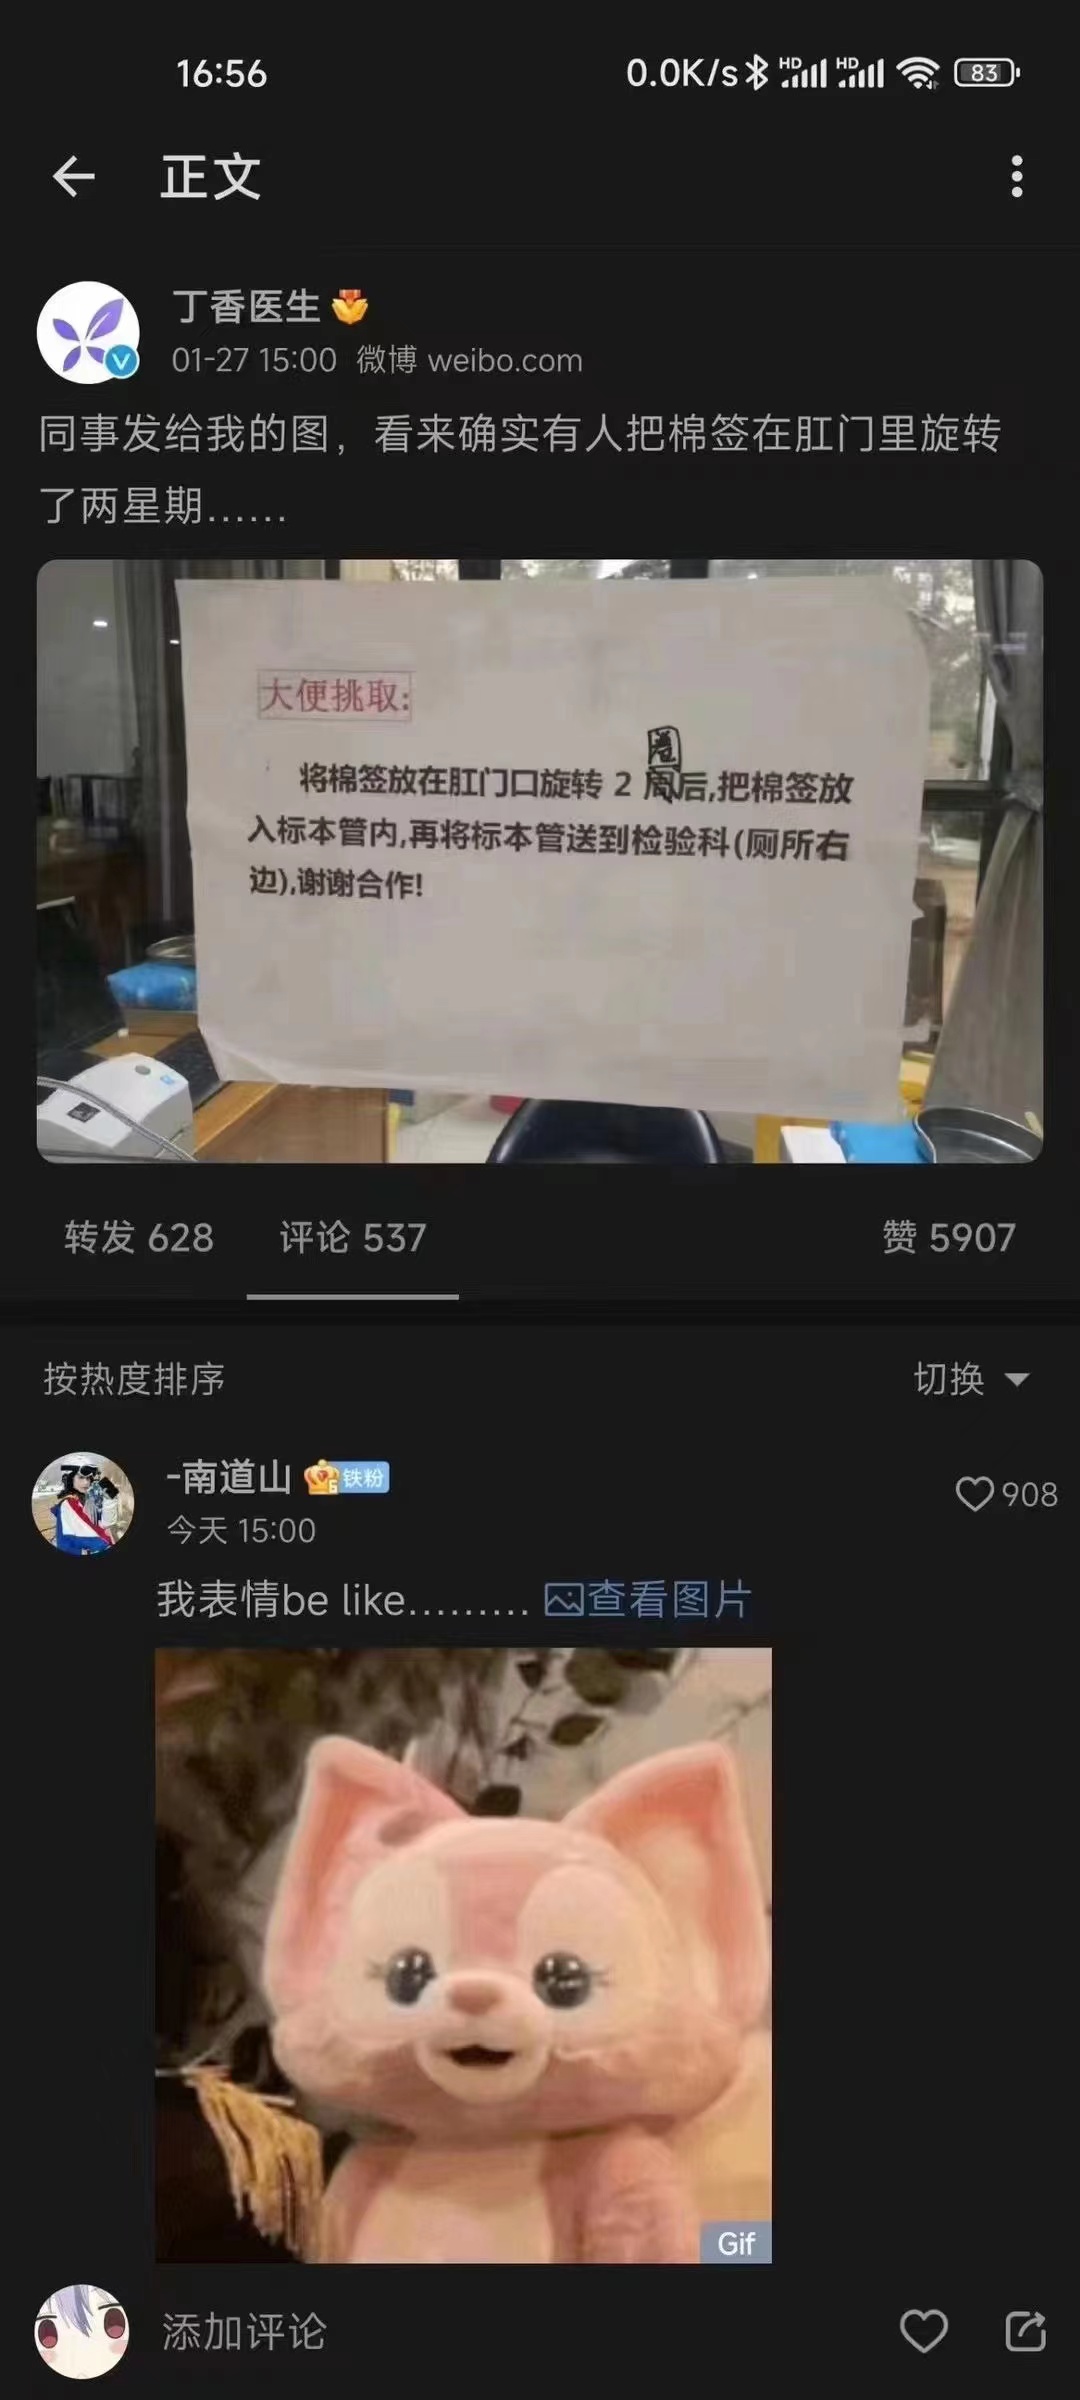 16:56
0.0K/s HD HD 83
正文
丁香医生
01-27 15:00 微博 weibo.com
同事发给我的图，看来确实有人把棉签在肛门里旋转
了两星期……
大便挑取:
圈
将棉签放在肛门口旋转 2 周后,把棉签放
入标本管内,再将标本管送到检验科(厕所右
边),谢谢合作!
转发 628 评论 537 赞 5907
按热度排序 切换
-南道山 6 铁粉
908
今天 15:00
我表情be like......... 查看图片
Gif
添加评论